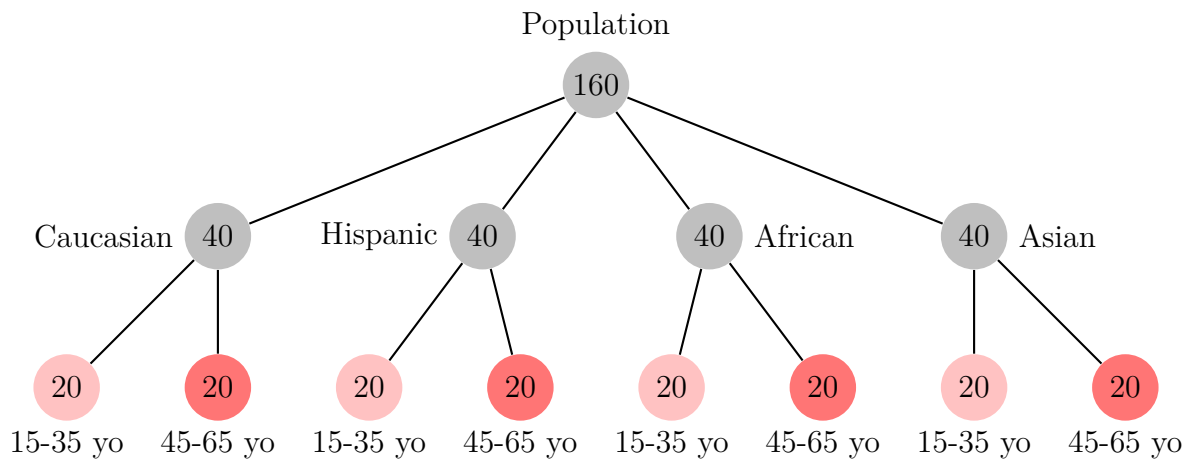 Population
160
Caucasian 40 Hispanic 40 40 African 40 Asian
20 20 20 20 20 20 20 20
15-35 yo 45-65 yo 15-35 yo 45-65 yo 15-35 yo 45-65 yo 15-35 yo 45-65 yo